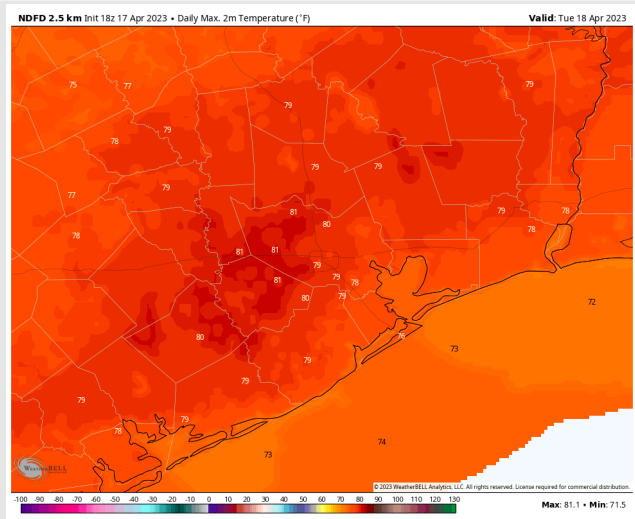 NDFD 2.5 km Init 18z 17 Apr 2023 • Daily Max. 2m Temperature (°F) Valid: Tue 18 Apr 2023
75 77 79
79
78 79
79 79
77 79
78 81 80 79 78 78
81 81
79
81 79 78
80 79
72
80 76 73
79
79
79
78 79
73 74
WeatherBELL
© 2023 WeatherBELL Analytics, LLC. All rights reserved. License required for commercial distribution.
-100 -90 -80 -70 -60 -50 -40 -30 -20 -10 0 10 20 30 40 50 60 70 80 90 100 110 120 130
Max: 81.1 • Min: 71.5